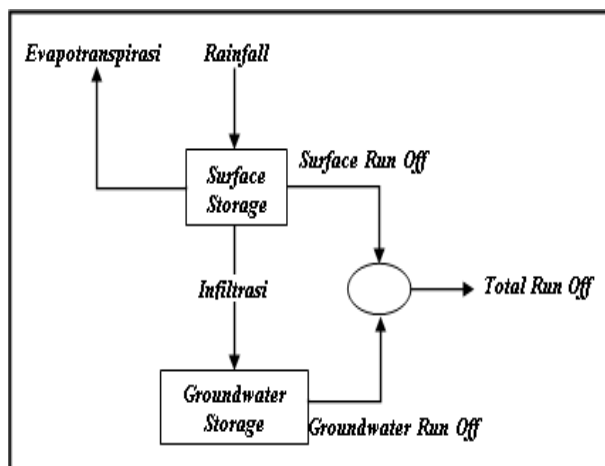 Evapotranspirasi
Rainfall
Surface Run Off
Surface
Storage
Infiltrasi
Total Run Off
Groundwater
Storage
Groundwater Run Off